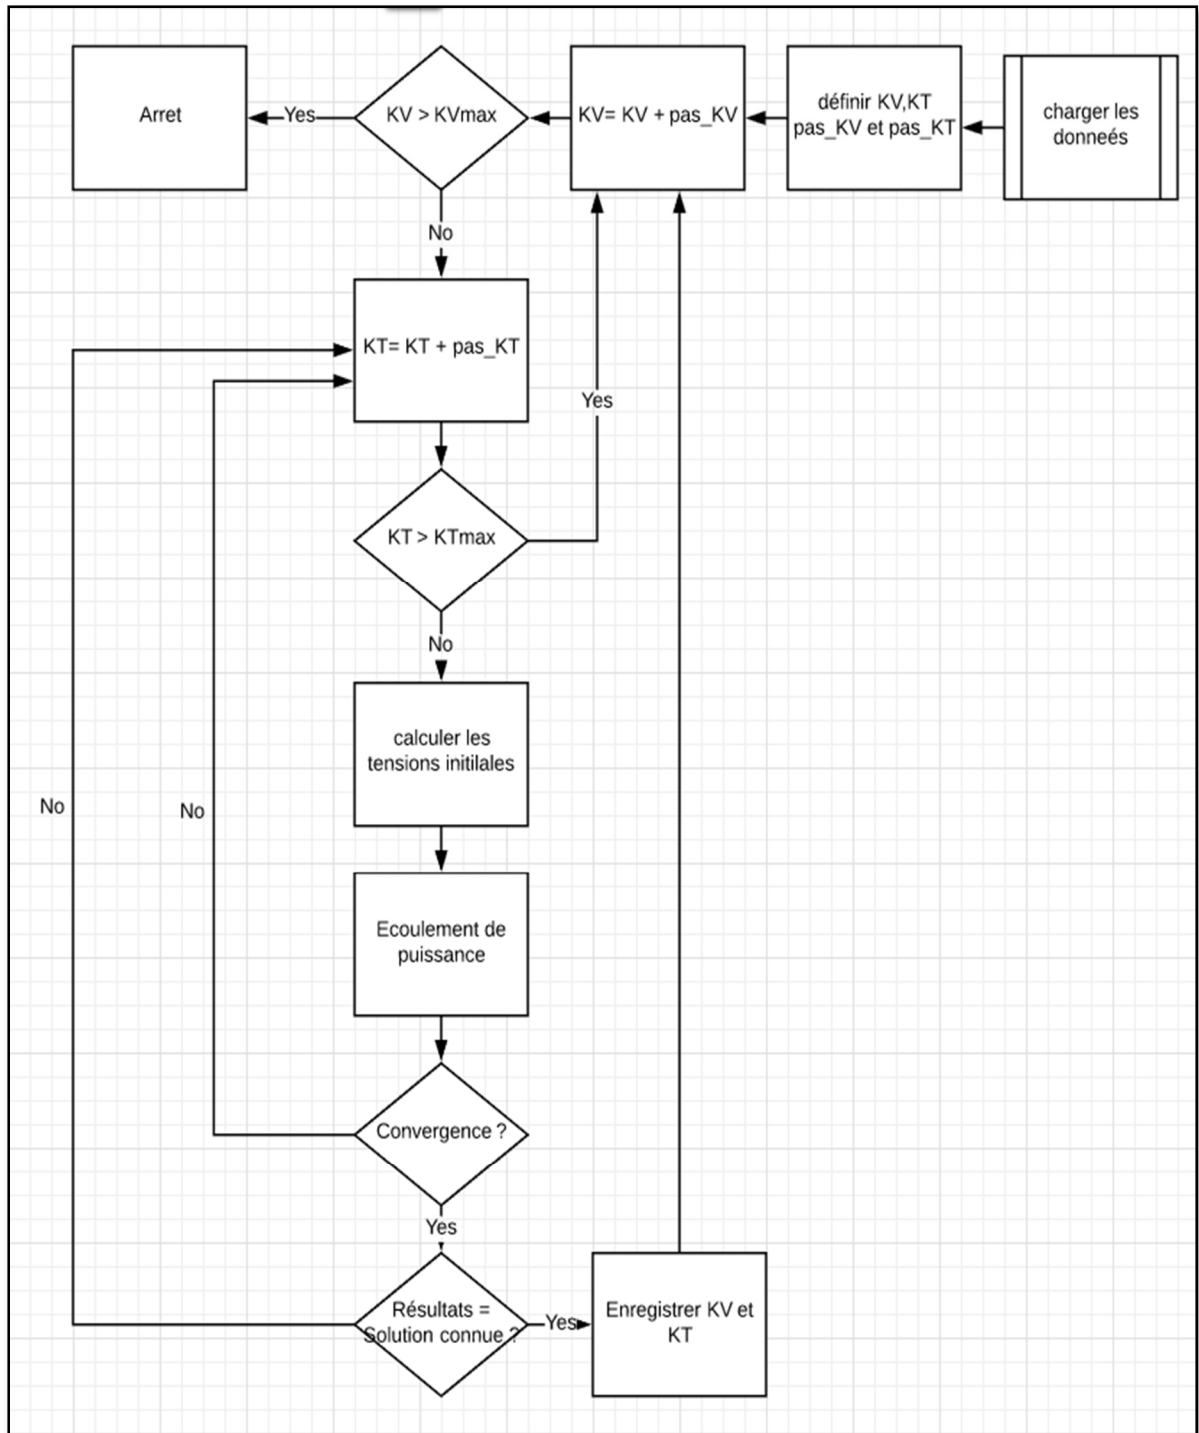 Arret
Yes
KV > KVmax
KV= KV + pas_KV
définir KV,KT
pas_KV et pas_KT
charger les
donneés
No
KT= KT + pas_KT
Yes
KT > KTmax
No
calculer les
tensions initilales
No
No
Ecoulement de
puissance
Convergence ?
Yes
Résultats =
Solution connue ?
Yes
Enregistrer KV et
KT